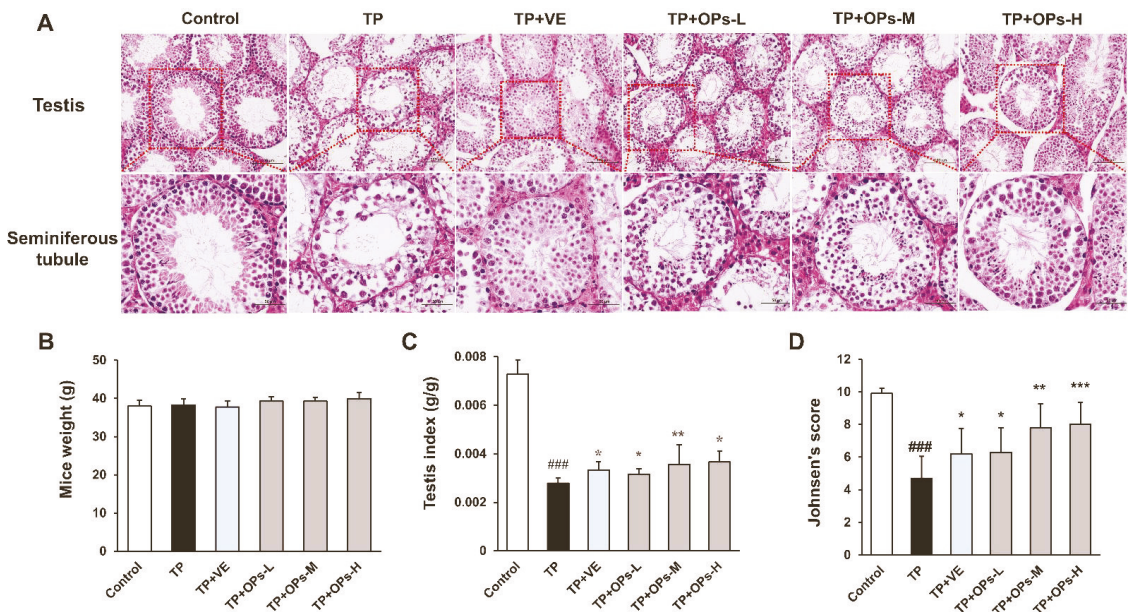 A
Control TP TP+VE TP+OPs-L TP+OPs-M TP+OPs-H
Testis
Seminiferous
tubule
B
Mice weight (g)
50
40
30
20
10
0
Control TP TP+VE TP+OPs-L TP+OPs-M TP+OPs-H
C
Testis index (g/g)
0.008
0.006
0.004
0.002
0
### * * ** *
Control TP TP+VE TP+OPs-L TP+OPs-M TP+OPs-H
D
Johnsen's score
12
10
8
6
4
2
0
### * * ** ***
Control TP TP+VE TP+OPs-L TP+OPs-M TP+OPs-H